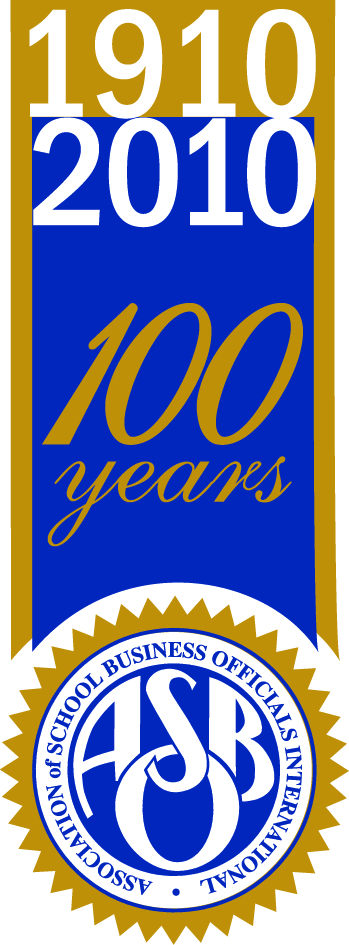 1910
2010
100
years
ASSOCIATION of SCHOOL BUSINESS OFFICIALS INTERNATIONAL
ASBO